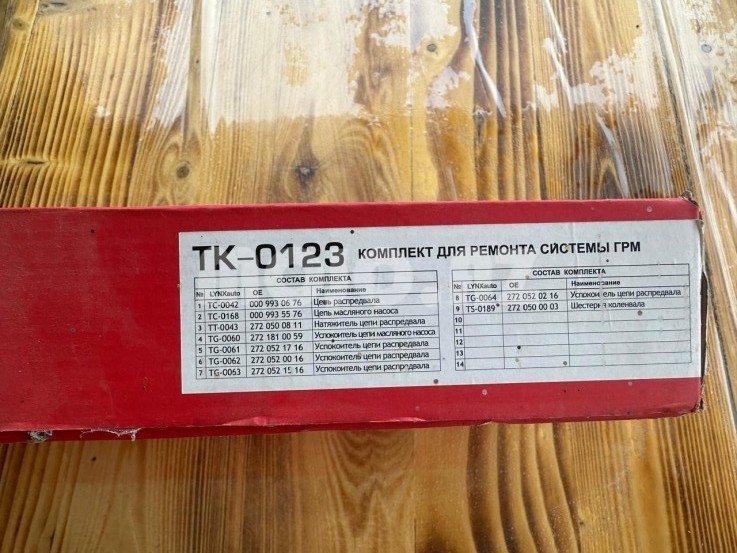 TK-0123 КОМПЛЕКТ ДЛЯ РЕМОНТА СИСТЕМЫ ГРМ
СОСТАВ КОМПЛЕКТА
№ LYNXauto OE Наименование
1 TC-0042 000 993 06 76 Цепь распредвала
2 TC-0168 000 993 55 76 Цепь масляного насоса
3 TT-0043 272 050 08 11 Натяжитель цепи распредвала
4 TG-0060 272 181 00 59 Успокоитель цепи масляного насоса
5 TG-0061 272 052 17 16 Успокоитель цепи распредвала
6 TG-0062 272 052 00 16 Успокоитель цепи распредвала
7 TG-0063 272 052 15 16 Успокоитель цепи распредвала
СОСТАВ КОМПЛЕКТА
№ LYNXauto OE Наименование
8 TG-0064 272 052 02 16 Успокоитель цепи распредвала
9 TS-0189* 272 050 00 03 Шестерня коленвала
10
11
12
13
14